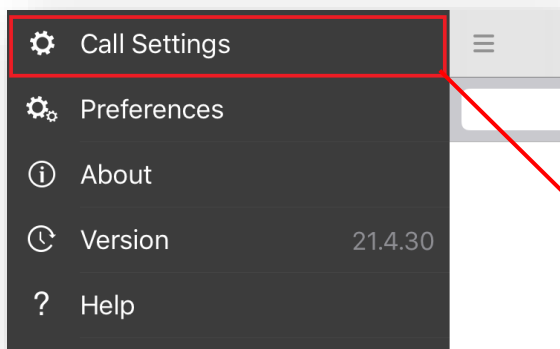 Call Settings
Preferences
About
Version 21.4.30
? Help